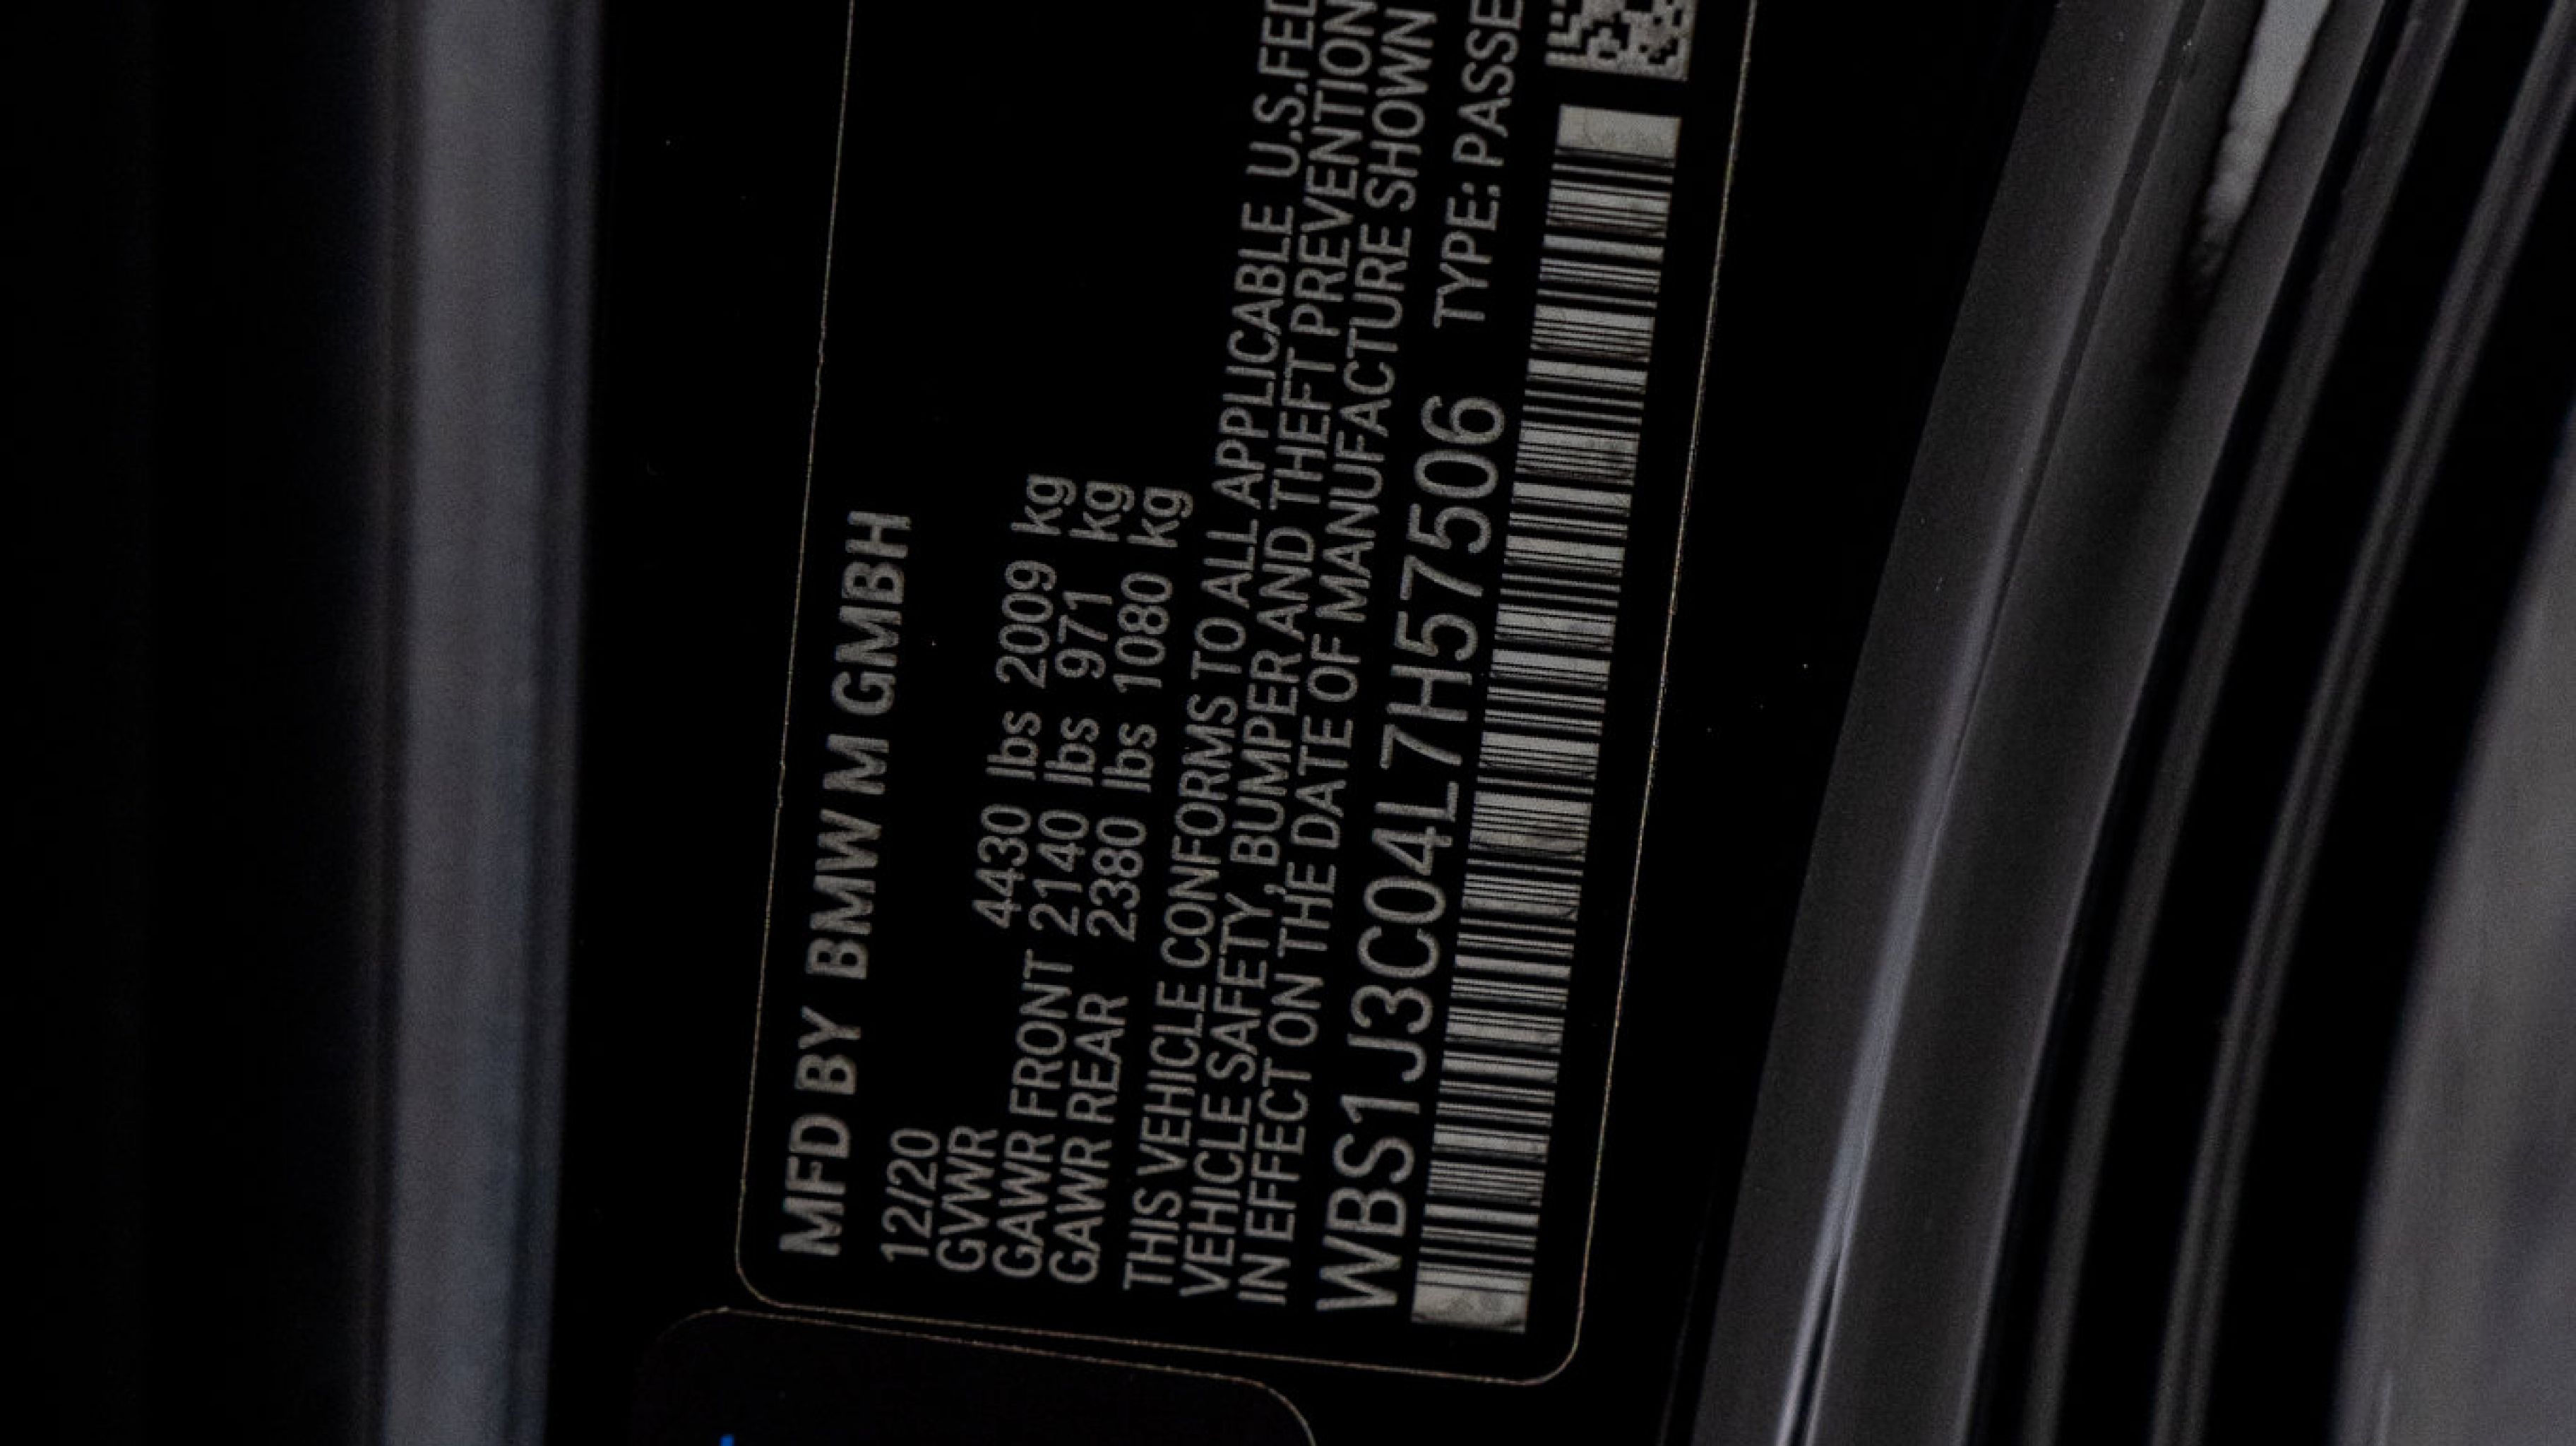 MFD BY BMW M GMBH
12/20
GVWR 4430 lbs 2009 kg
GAWR FRONT 2140 lbs 971 kg
GAWR REAR 2380 lbs 1080 kg
THIS VEHICLE CONFORMS TO ALL APPLICABLE U.S.FED
VEHICLE SAFETY, BUMPER AND THEFT PREVENTION
IN EFFECT ON THE DATE OF MANUFACTURE SHOWN
WBS1J3C04L7H57506 TYPE: PASSE